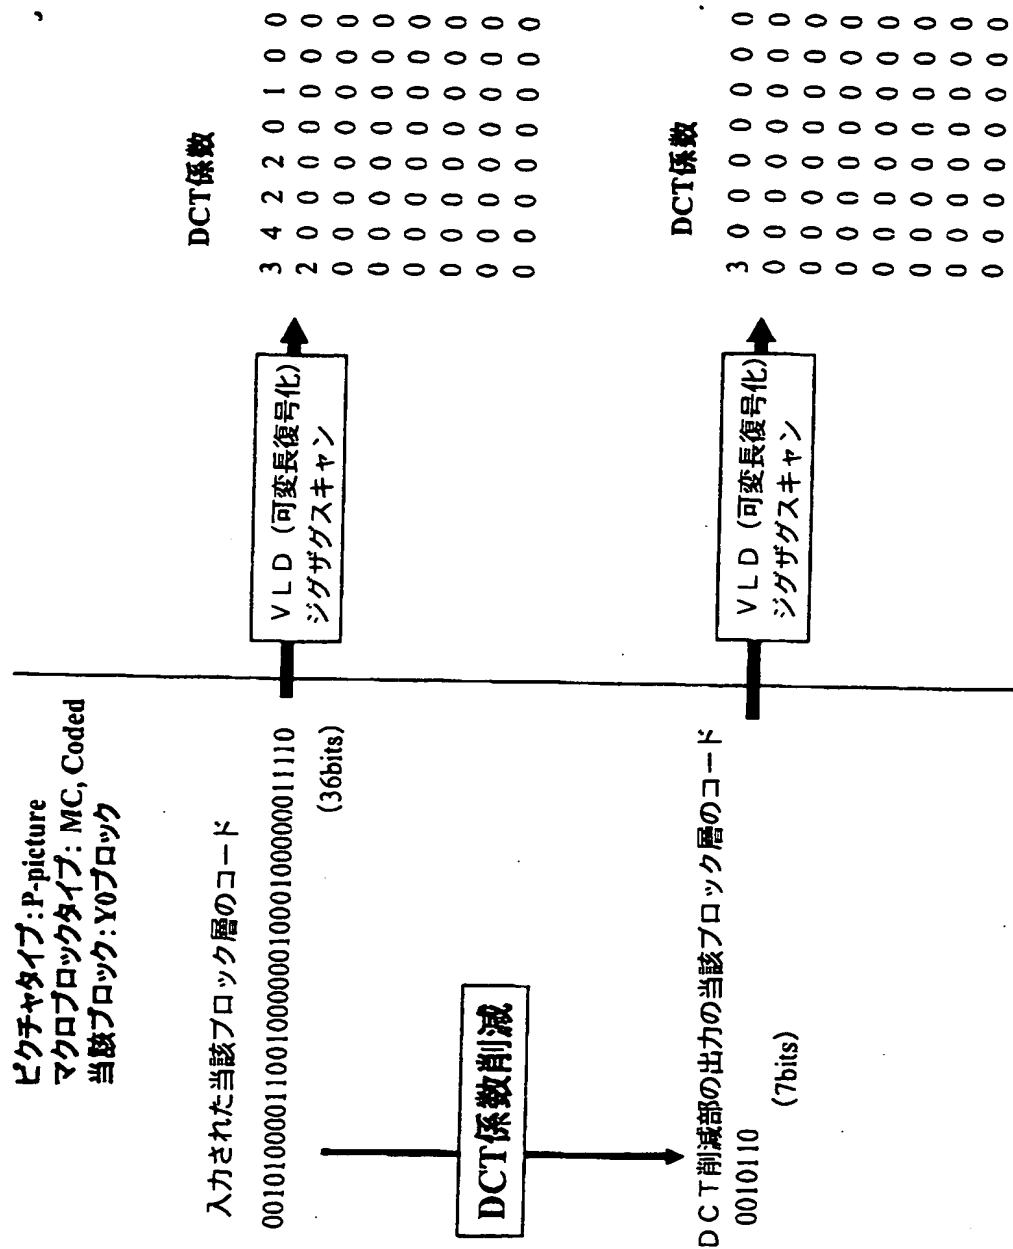 ピクチャタイプ:P-picture
マクロブロックタイプ: MC, Coded
当該ブロック:Y0ブロック
入力された当該ブロック層のコード
0010100001100100000010001000000011110
(36bits)
VLD (可変長復号化)
ジグザグスキャン
DCT係数
3 4 2 2 0 1 0 0
2 0 0 0 0 0 0 0
0 0 0 0 0 0 0 0
0 0 0 0 0 0 0 0
0 0 0 0 0 0 0 0
0 0 0 0 0 0 0 0
0 0 0 0 0 0 0 0
0 0 0 0 0 0 0 0
DCT係数削減
DCT削減部の出力の当該ブロック層のコード
0010110
(7bits)
VLD (可変長復号化)
ジグザグスキャン
DCT係数
3 0 0 0 0 0 0 0
0 0 0 0 0 0 0 0
0 0 0 0 0 0 0 0
0 0 0 0 0 0 0 0
0 0 0 0 0 0 0 0
0 0 0 0 0 0 0 0
0 0 0 0 0 0 0 0
0 0 0 0 0 0 0 0